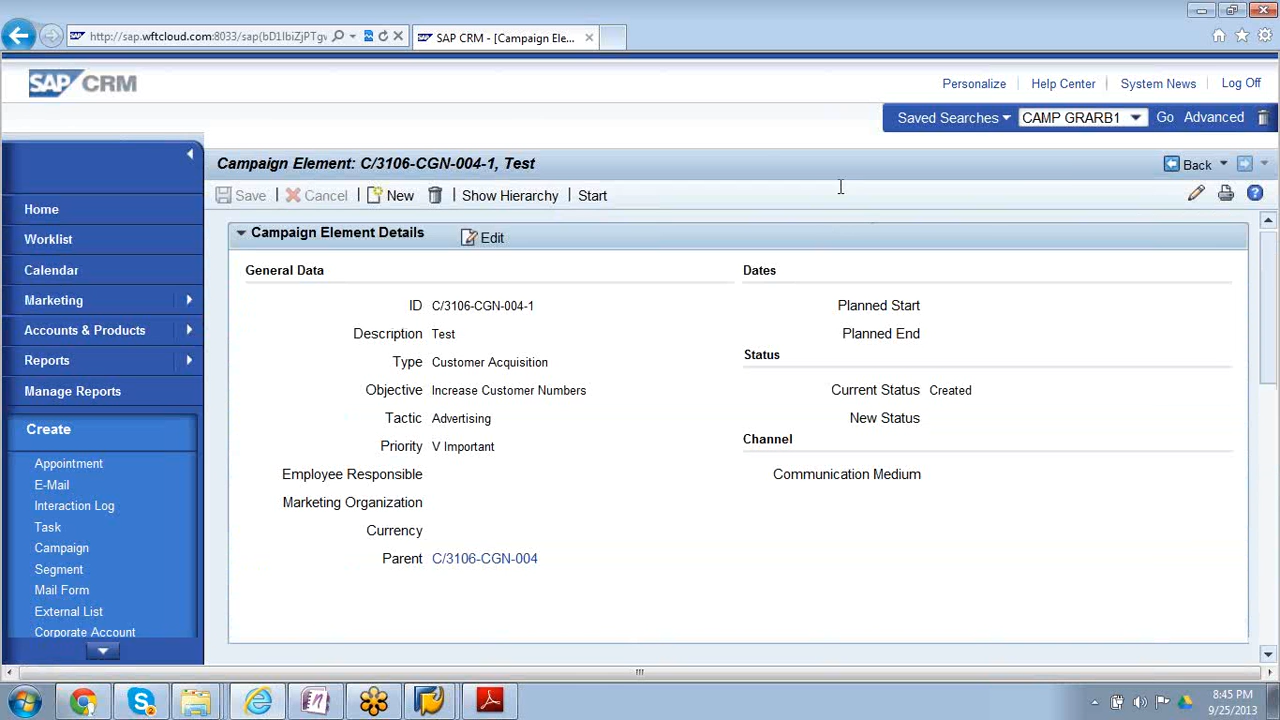 http://sap.wftcloud.com:8033/sap(bD1lbiZjPTgw
SAP CRM - [Campaign Ele...
SAP CRM
Personalize | Help Center | System News | Log Off
Saved Searches CAMP GRARB1 Go Advanced
Campaign Element: C/3106-CGN-004-1, Test
Back
Save | Cancel | New | Show Hierarchy | Start
Home
Worklist
Calendar
Marketing
Accounts & Products
Reports
Manage Reports
Create
Appointment
E-Mail
Interaction Log
Task
Campaign
Segment
Mail Form
External List
Corporate Account
Campaign Element Details Edit
General Data
ID C/3106-CGN-004-1
Description Test
Type Customer Acquisition
Objective Increase Customer Numbers
Tactic Advertising
Priority V Important
Employee Responsible
Marketing Organization
Currency
Parent C/3106-CGN-004
Dates
Planned Start
Planned End
Status
Current Status Created
New Status
Channel
Communication Medium
8:45 PM
9/25/2013